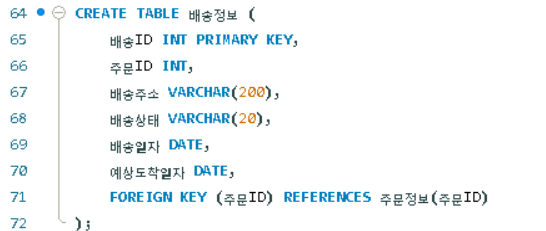 64 CREATE TABLE 배송정보 (
65 배송ID INT PRIMARY KEY,
66 주문ID INT,
67 배송주소 VARCHAR(200),
68 배송상태 VARCHAR(20),
69 배송일자 DATE,
70 예상도착일자 DATE,
71 FOREIGN KEY (주문ID) REFERENCES 주문정보(주문ID)
72 );